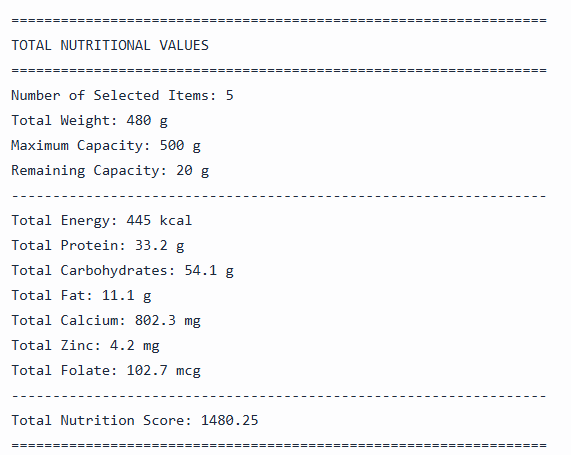 =================================================================
TOTAL NUTRITIONAL VALUES
=================================================================
Number of Selected Items: 5
Total Weight: 480 g
Maximum Capacity: 500 g
Remaining Capacity: 20 g
-----------------------------------------------------------------
Total Energy: 445 kcal
Total Protein: 33.2 g
Total Carbohydrates: 54.1 g
Total Fat: 11.1 g
Total Calcium: 802.3 mg
Total Zinc: 4.2 mg
Total Folate: 102.7 mcg
-----------------------------------------------------------------
Total Nutrition Score: 1480.25
=================================================================